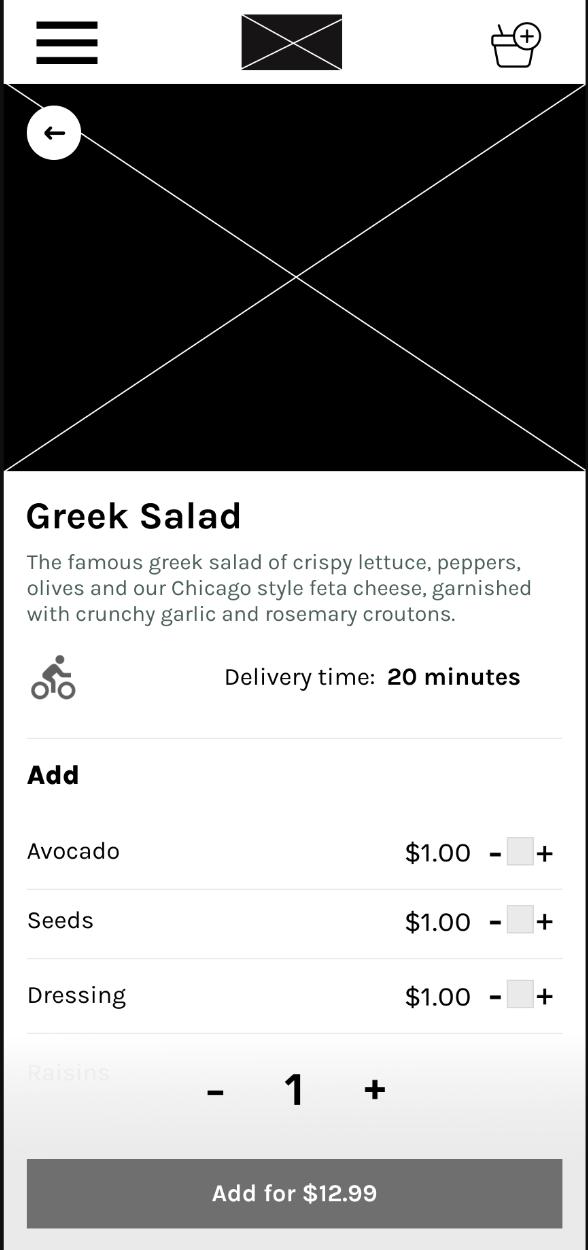 Greek Salad
The famous greek salad of crispy lettuce, peppers,
olives and our Chicago style feta cheese, garnished
with crunchy garlic and rosemary croutons.
Delivery time: 20 minutes
Add
Avocado $1.00 - +
Seeds $1.00 - +
Dressing $1.00 - +
Raisins
- 1 +
Add for $12.99